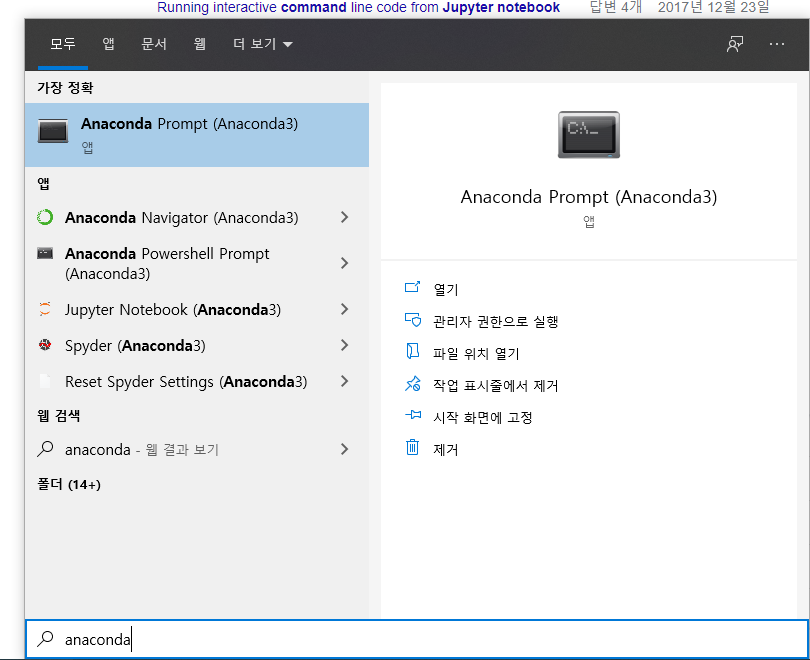 Running interactive command line code from Jupyter notebook 답변 4개 2017년 12월 23일
모두 앱 문서 웹 더 보기
가장 정확
Anaconda Prompt (Anaconda3)
앱
앱
Anaconda Navigator (Anaconda3)
Anaconda Powershell Prompt
(Anaconda3)
Jupyter Notebook (Anaconda3)
Spyder (Anaconda3)
Reset Spyder Settings (Anaconda3)
웹 검색
anaconda - 웹 결과 보기
폴더 (14+)
C:\_
Anaconda Prompt (Anaconda3)
앱
열기
관리자 권한으로 실행
파일 위치 열기
작업 표시줄에서 제거
시작 화면에 고정
제거
anaconda